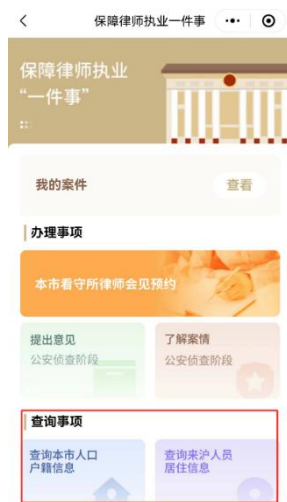 保障律师执业一件事
保障律师执业
“一件事”
我的案件
查看
办理事项
本市看守所律师会见预约
提出意见
公安侦查阶段
了解案情
公安侦查阶段
查询事项
查询本市人口
户籍信息
查询来沪人员
居住信息